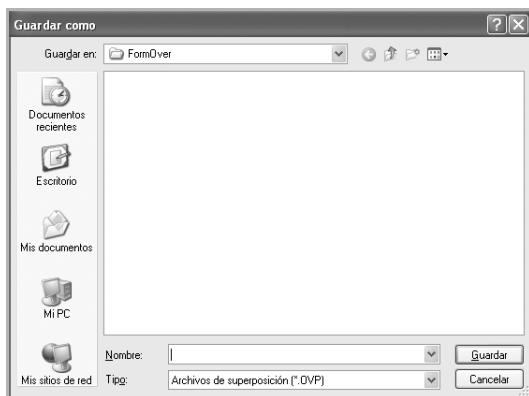 Guardar como
Guardar en:
FormOver
Documentos
recientes
Escritorio
Mis documentos
Mi PC
Mis sitios de red
Nombre:
Guardar
Tipo:
Archivos de superposición (*.OVP)
Cancelar